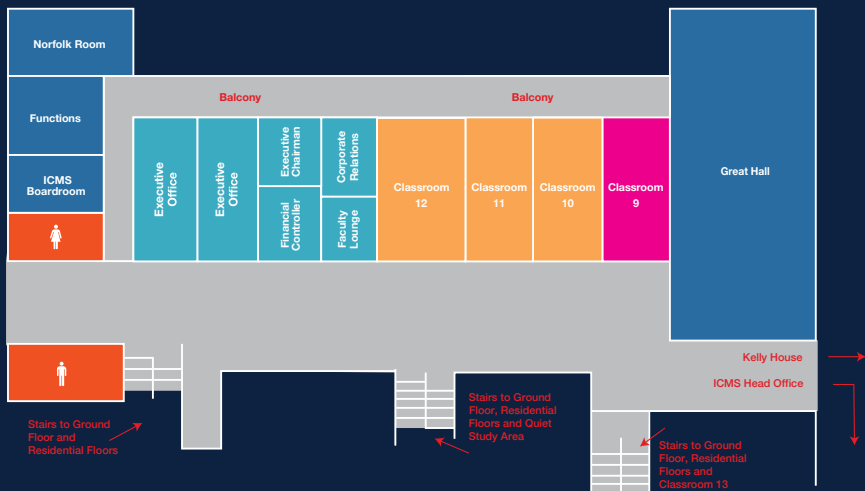 Norfolk Room
Functions
ICMS
Boardroom
Balcony
Balcony
Executive
Office
Executive
Office
Executive
Chairman
Financial
Controller
Corporate
Relations
Faculty
Lounge
Classroom
12
Classroom
11
Classroom
10
Classroom
9
Great Hall
Kelly House
ICMS Head Office
Stairs to Ground
Floor and
Residential Floors
Stairs to Ground
Floor, Residential
Floors and Quiet
Study Area
Stairs to Ground
Floor, Residential
Floors and
Classroom 13